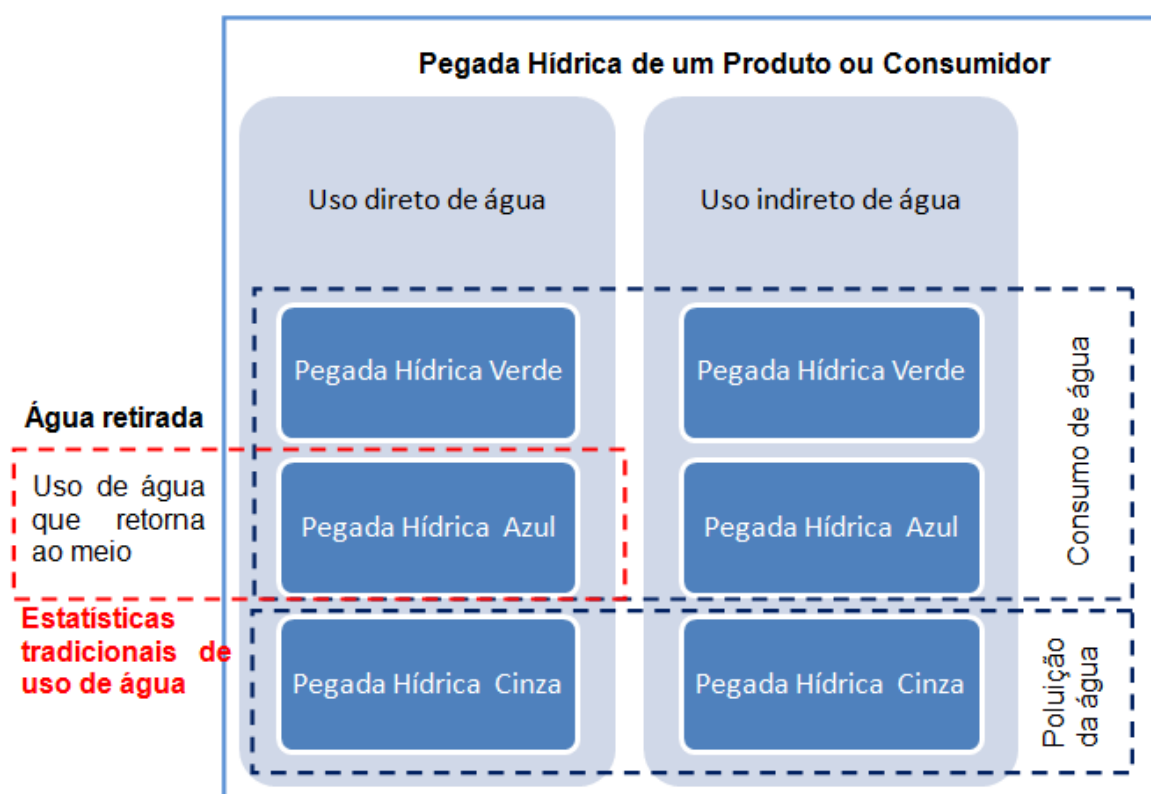 Pegada Hídrica de um Produto ou Consumidor
Uso direto de água
Uso indireto de água
Pegada Hídrica Verde
Pegada Hídrica Verde
Água retirada
Uso de água
que retorna
ao meio
Pegada Hídrica Azul
Pegada Hídrica Azul
Consumo de água
Estatísticas
tradicionais de
uso de água
Pegada Hídrica Cinza
Pegada Hídrica Cinza
Poluição
da água